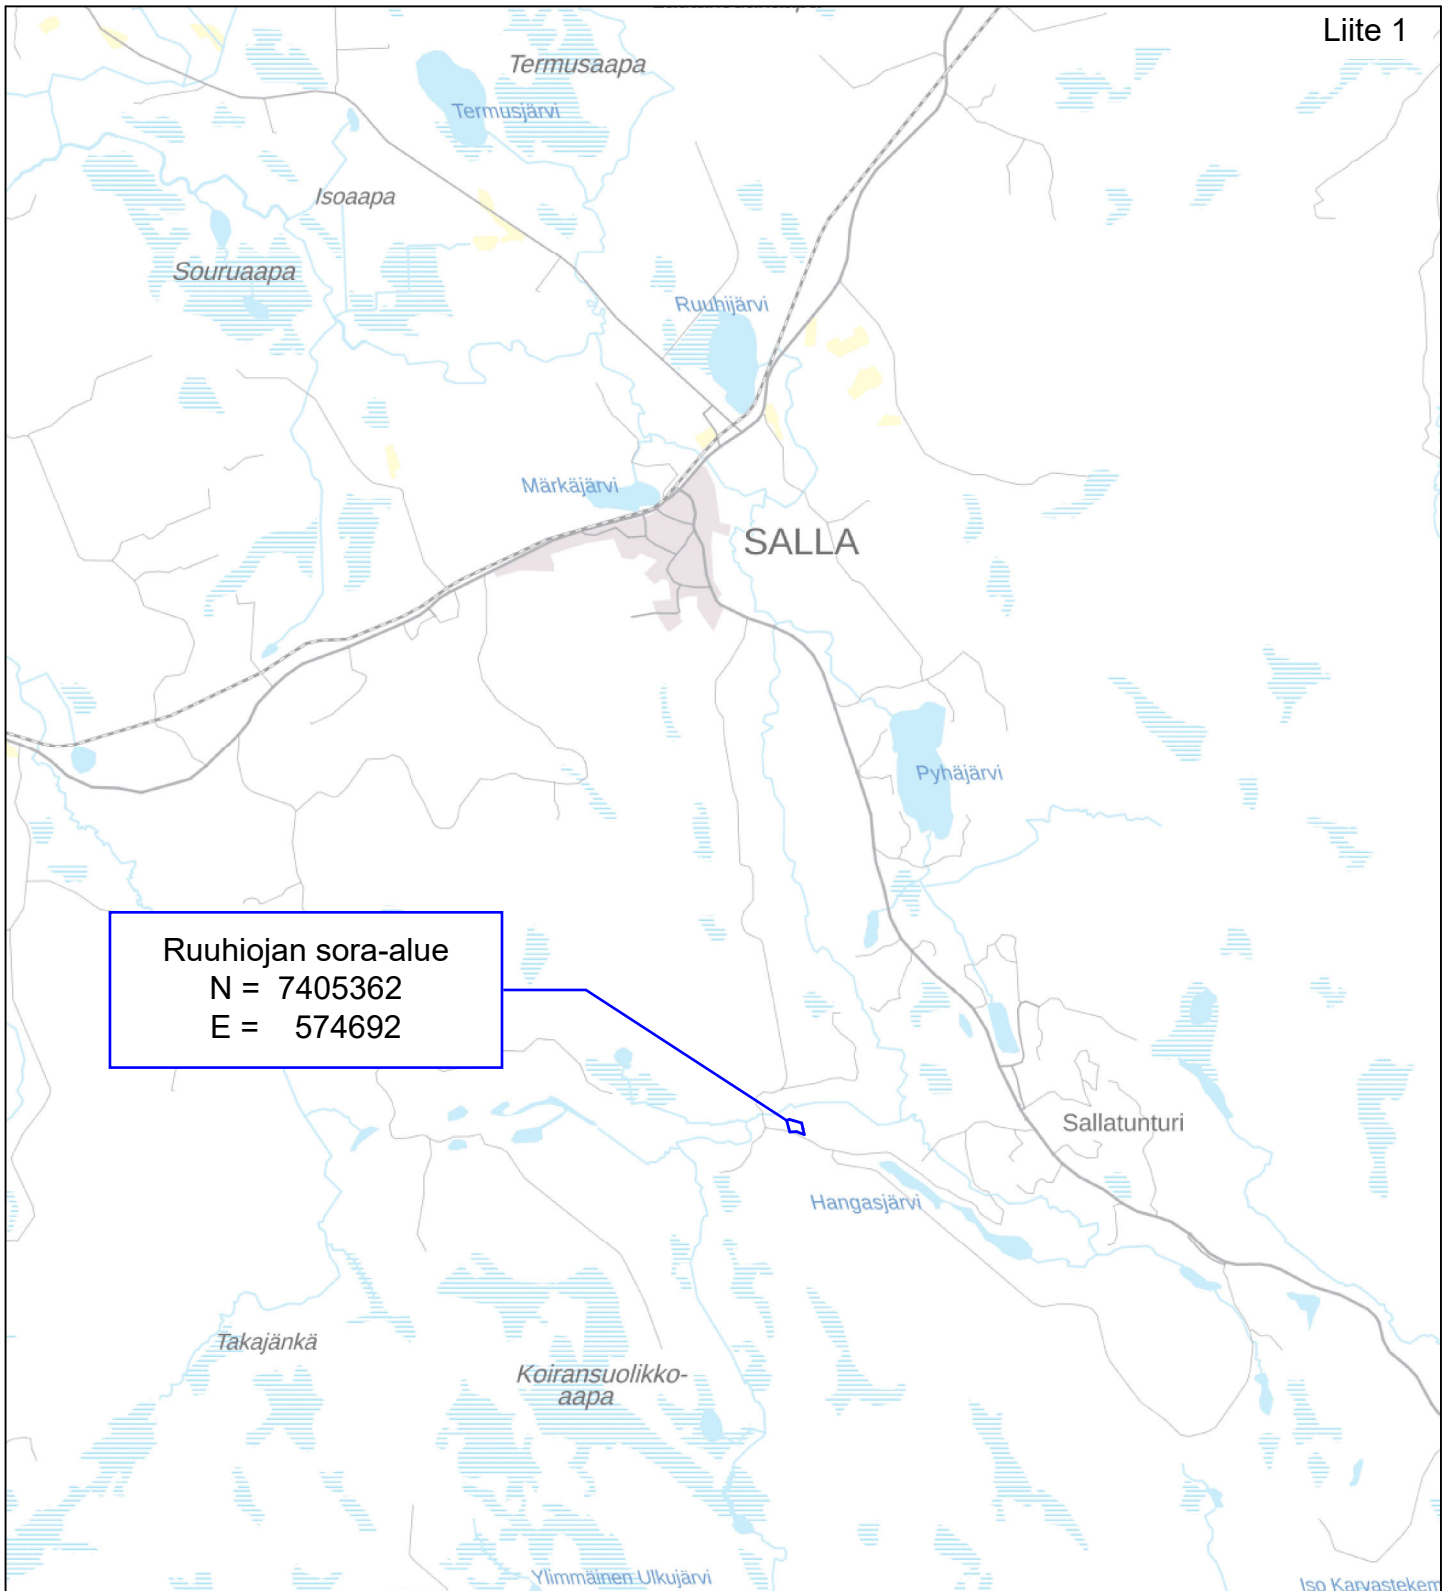 Liite 1
Termusaapa
Termusjärvi
Isoaapa
Souruaapa
Ruuhijärvi
Märkäjärvi
SALLA
Pyhäjärvi
Ruuhiojan sora-alue
N = 7405362
E = 574692
Sallatunturi
Hangasjärvi
Takajänkä
Koiransuolikko-
aapa
Ylimmäinen Ulkujärvi
Iso Karvastekem